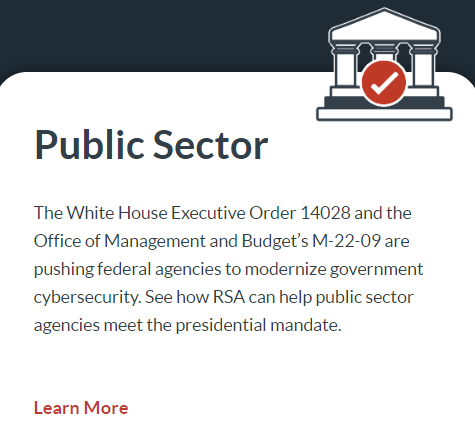 Public Sector
The White House Executive Order 14028 and the
Office of Management and Budget’s M-22-09 are
pushing federal agencies to modernize government
cybersecurity. See how RSA can help public sector
agencies meet the presidential mandate.
Learn More